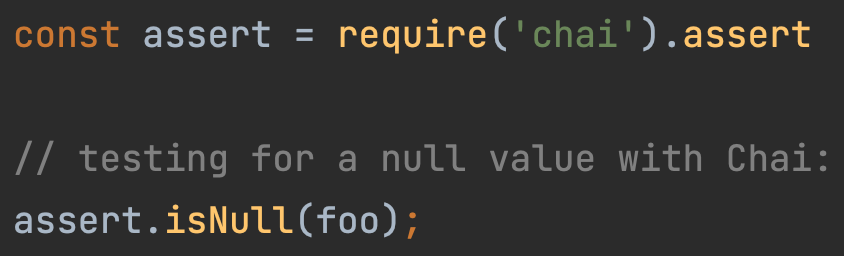 const assert = require('chai').assert
// testing for a null value with Chai:
assert.isNull(foo);